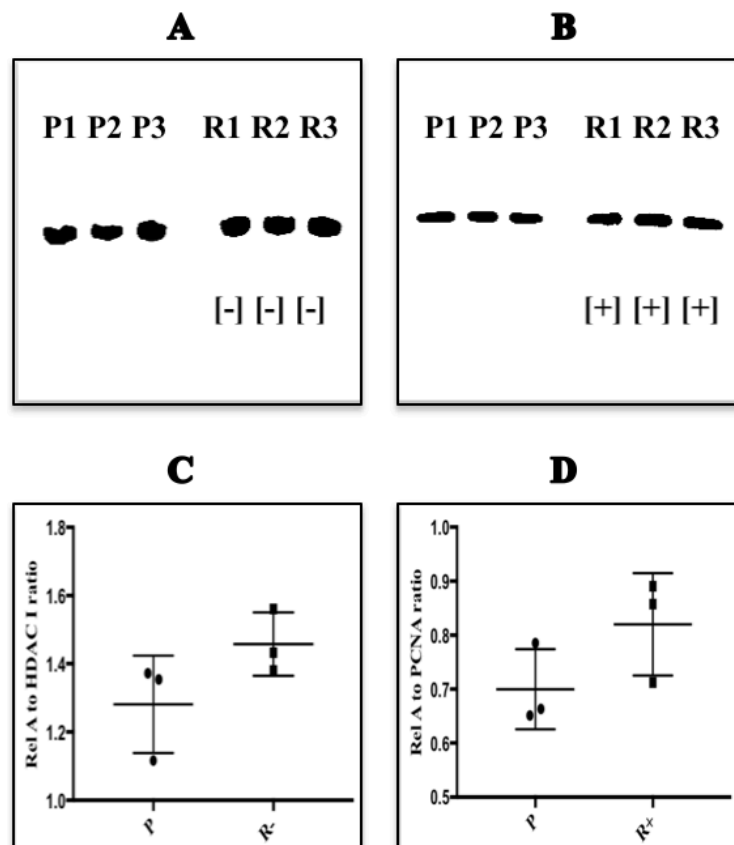 A
P1 P2 P3 R1 R2 R3
[-] [-] [-]
B
P1 P2 P3 R1 R2 R3
[+] [+] [+]
C
Rel A to HDAC I ratio
1.8
1.6
1.4
1.2
1.0
P R-
D
Rel A to PCNA ratio
1.0
0.9
0.8
0.7
0.6
0.5
P R+